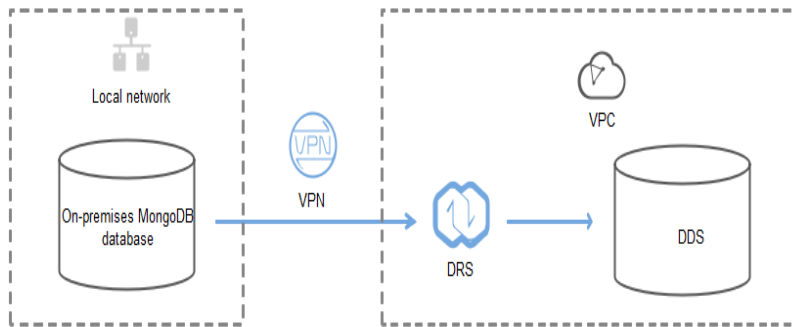 Local network
On-premises MongoDB
database
VPN
VPN
DRS
VPC
DDS